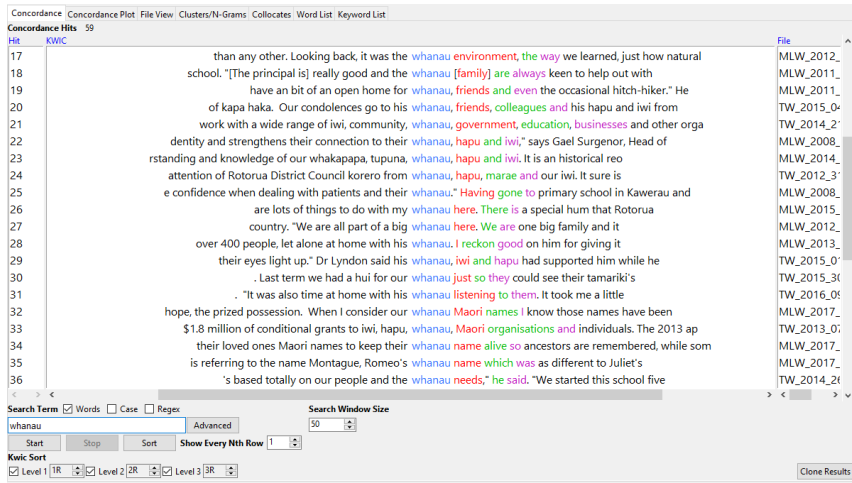 Concordance Concordance Plot File View Clusters/N-Grams Collocates Word List Keyword List
Concordance Hits 59
Hit KWIC File
17 than any other. Looking back, it was the whanau environment, the way we learned, just how natural MLW_2012_
18 school. "[The principal is] really good and the whanau [family] are always keen to help out with MLW_2011_
19 have an bit of an open home for whanau, friends and even the occasional hitch-hiker." He MLW_2011_
20 of kapa haka. Our condolences go to his whanau, friends, colleagues and his hapu and iwi from TW_2015_04
21 work with a wide range of iwi, community, whanau, government, education, businesses and other orga TW_2014_21
22 dentity and strengthens their connection to their whanau, hapu and iwi," says Gael Surgenor, Head of MLW_2008_
23 rstanding and knowledge of our whakapapa, tupuna, whanau, hapu and iwi. It is an historical reo MLW_2014_
24 attention of Rotorua District Council korero from whanau, hapu, marae and our iwi. It sure is TW_2012_31
25 e confidence when dealing with patients and their whanau." Having gone to primary school in Kawerau and MLW_2008_
26 are lots of things to do with my whanau here. There is a special hum that Rotorua MLW_2015_
27 country. "We are all part of a big whanau here. We are one big family and it MLW_2012_
28 over 400 people, let alone at home with his whanau. I reckon good on him for giving it MLW_2013_
29 their eyes light up." Dr Lyndon said his whanau, iwi and hapu had supported him while he TW_2015_01
30 . Last term we had a hui for our whanau just so they could see their tamariki's TW_2015_30
31 . "It was also time at home with his whanau listening to them. It took me a little TW_2016_09
32 hope, the prized possession. When I consider our whanau Maori names I know those names have been MLW_2017_
33 $1.8 million of conditional grants to iwi, hapu, whanau, Maori organisations and individuals. The 2013 ap TW_2013_07
34 their loved ones Maori names to keep their whanau name alive so ancestors are remembered, while som MLW_2017_
35 is referring to the name Montague, Romeo's whanau name which was as different to Juliet's MLW_2017_
36 's based totally on our people and the whanau needs," he said. "We started this school five TW_2014_26
Search Term Words Case Regex Search Window Size
whanau Advanced 50
Start Stop Sort Show Every Nth Row 1
Kwic Sort
Level 1 1R Level 2 2R Level 3 3R Clone Results